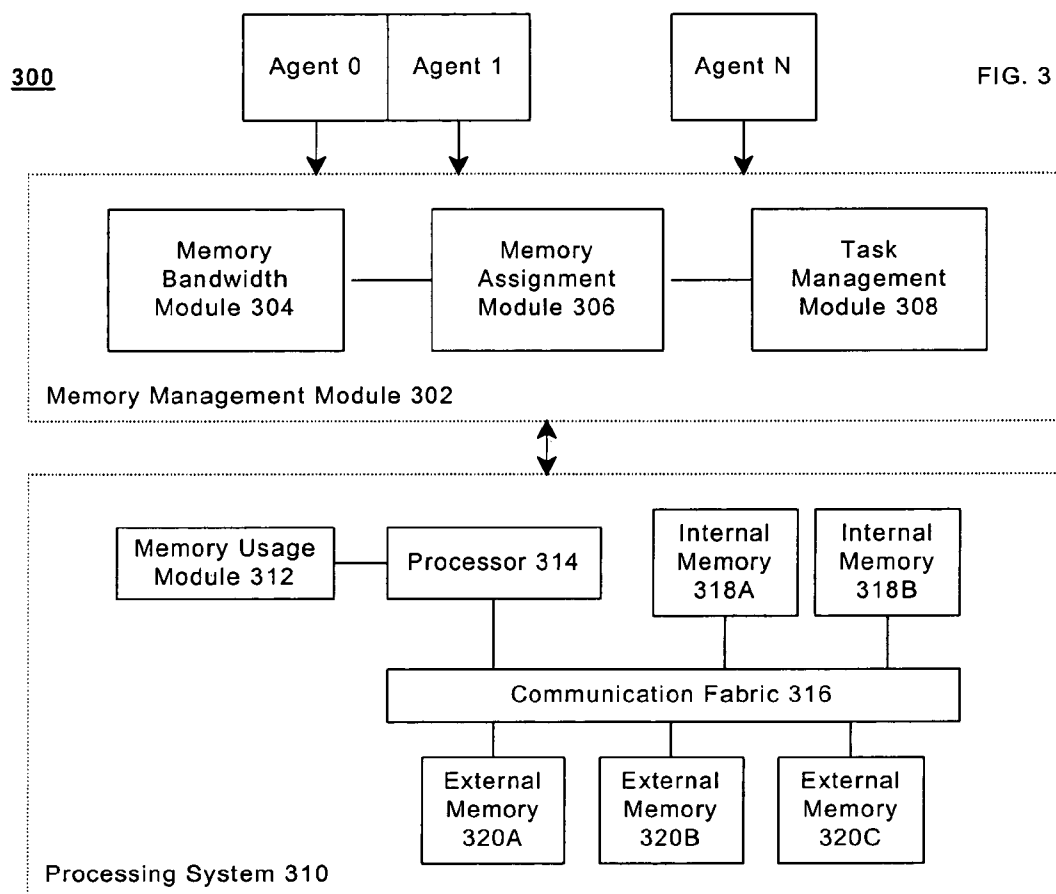 300
Agent 0
Agent 1
Agent N
FIG. 3
Memory
Bandwidth
Module 304
Memory
Assignment
Module 306
Task
Management
Module 308
Memory Management Module 302
Memory Usage
Module 312
Processor 314
Internal
Memory
318A
Internal
Memory
318B
Communication Fabric 316
External
Memory
320A
External
Memory
320B
External
Memory
320C
Processing System 310